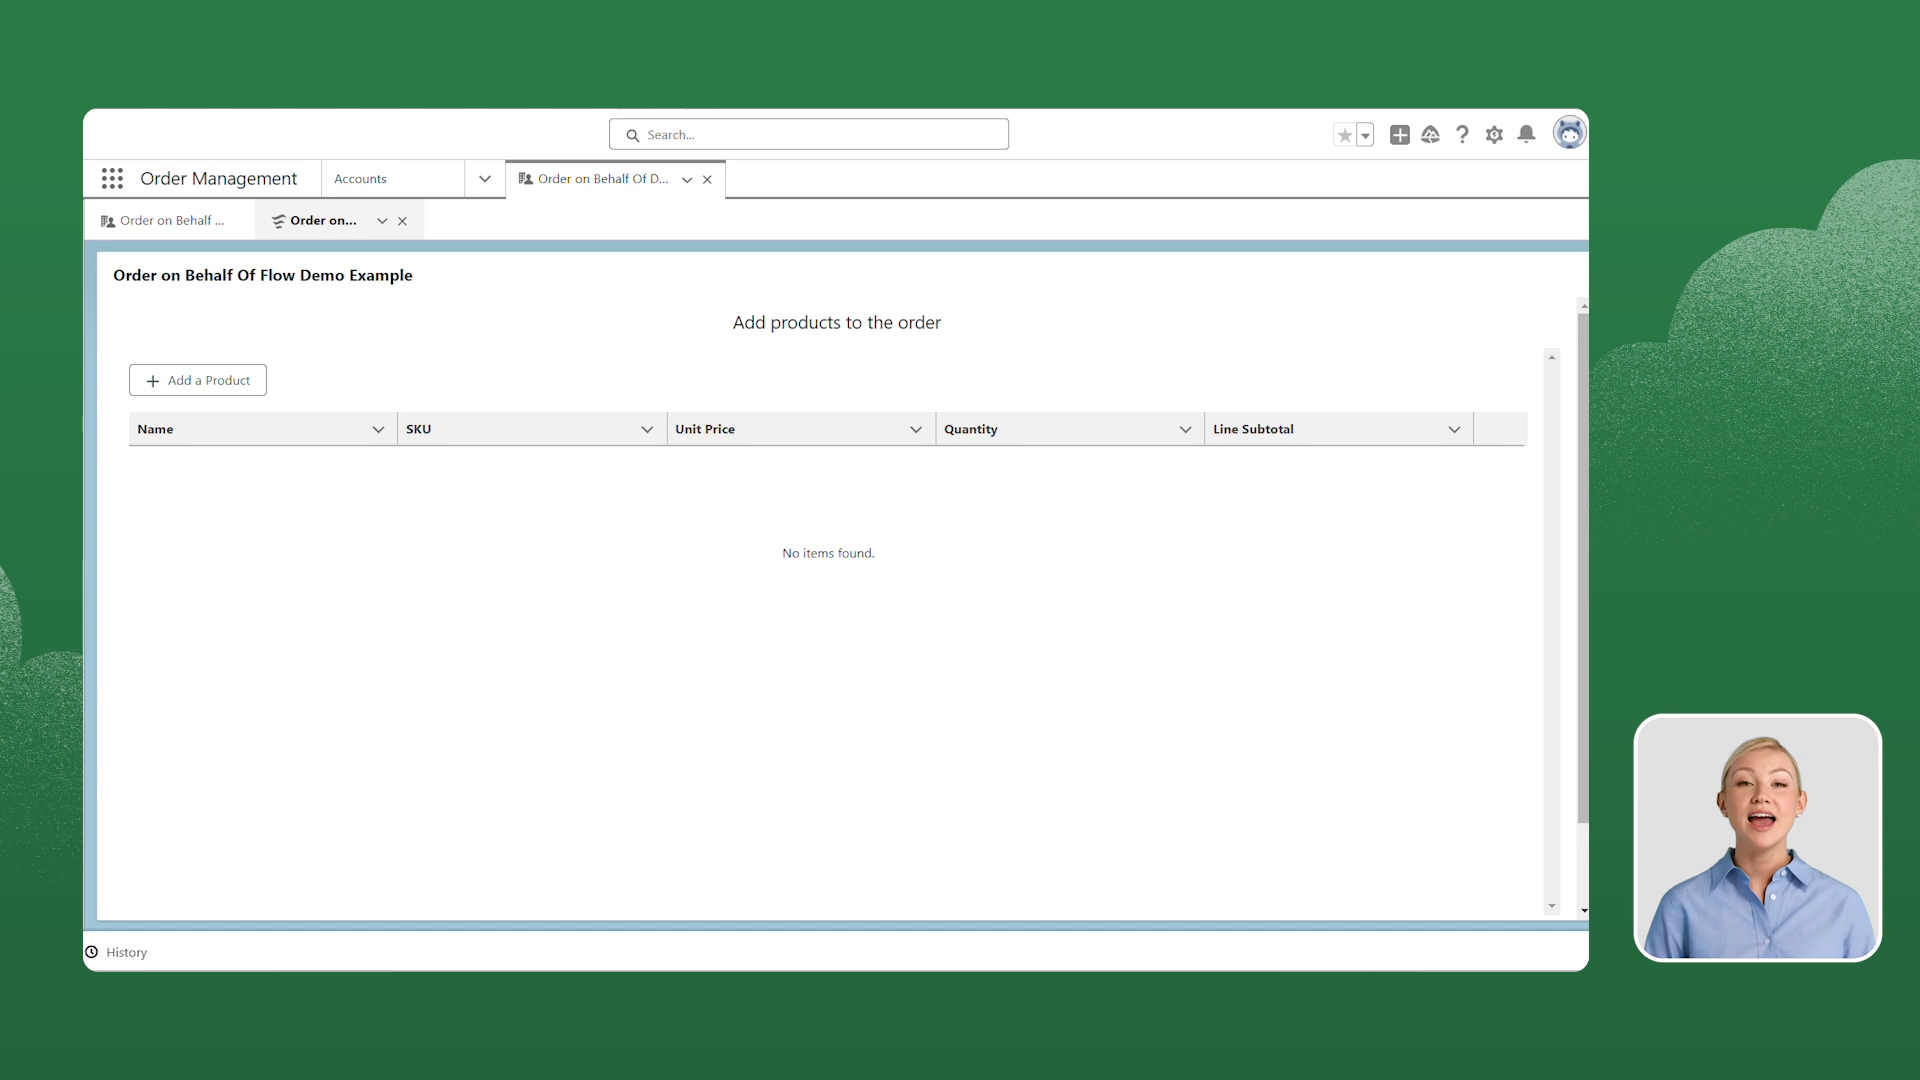 Search...
Order Management
Accounts
Order on Behalf Of D...
Order on Behalf ...
Order on...
Order on Behalf Of Flow Demo Example
Add products to the order
Add a Product
Name
SKU
Unit Price
Quantity
Line Subtotal
No items found.
History